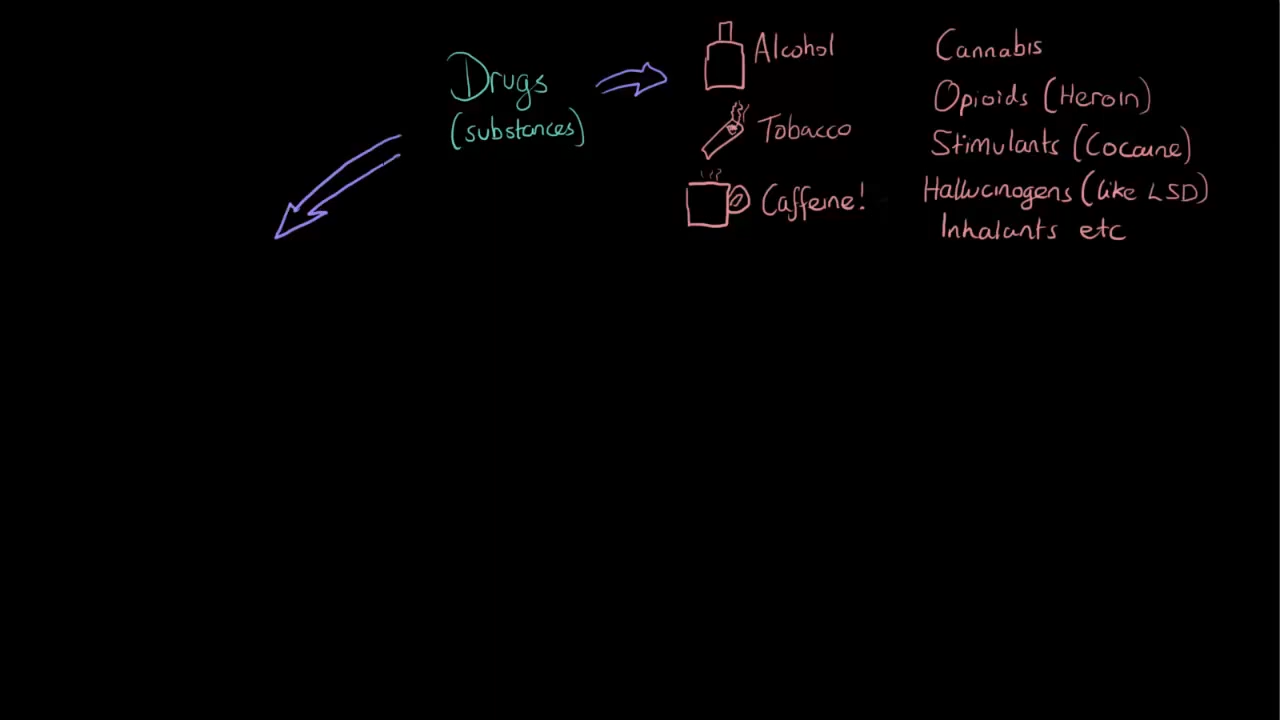 Drugs
(substances)
Alcohol
Tobacco
Caffeine!
Cannabis
Opioids (Heroin)
Stimulants (Cocaine)
Hallucinogens (like LSD)
Inhalants etc